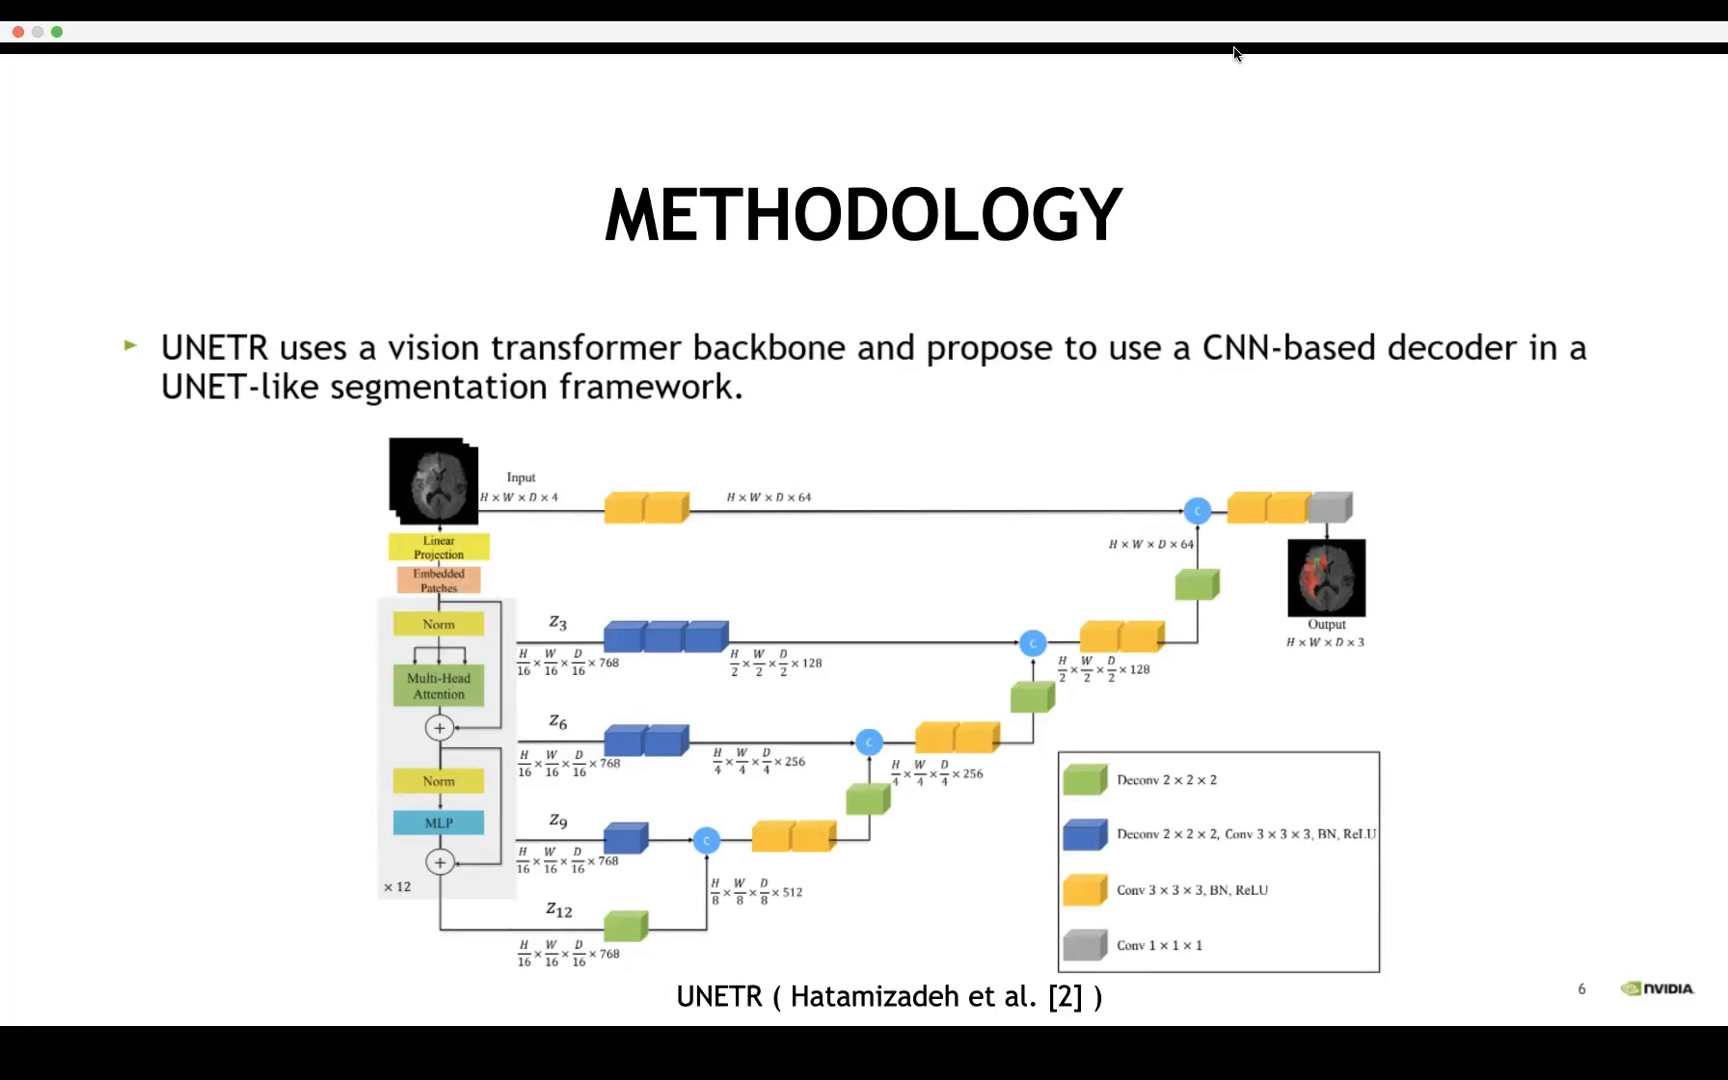 METHODOLOGY
UNETR uses a vision transformer backbone and propose to use a CNN-based decoder in a
UNET-like segmentation framework.
Input
H × W × D × 4
H × W × D × 64
Linear
Projection
Embedded
Patches
Norm
Multi-Head
Attention
+
Norm
MLP
+
× 12
Z3
H/16 × W/16 × D/16 × 768
H/2 × W/2 × D/2 × 128
C
H/2 × W/2 × D/2 × 128
Z6
H/16 × W/16 × D/16 × 768
H/4 × W/4 × D/4 × 256
C
H/4 × W/4 × D/4 × 256
Z9
H/16 × W/16 × D/16 × 768
C
H/8 × W/8 × D/8 × 512
Z12
H/16 × W/16 × D/16 × 768
C
H × W × D × 64
Output
H × W × D × 3
Deconv 2 × 2 × 2
Deconv 2 × 2 × 2, Conv 3 × 3 × 3, BN, ReLU
Conv 3 × 3 × 3, BN, ReLU
Conv 1 × 1 × 1
UNETR ( Hatamizadeh et al. [2] )
6
NVIDIA.